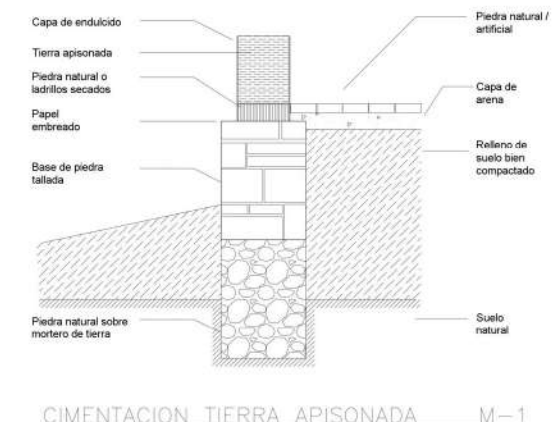 Capa de endulcido
Tierra apisonada
Piedra natural o
ladrillos secados
Papel
embreado
Base de piedra
tallada
Piedra natural sobre
mortero de tierra
Piedra natural /
artificial
Capa de
arena
Relleno de
suelo bien
compactado
Suelo
natural
CIMENTACION TIERRA APISONADA M-1